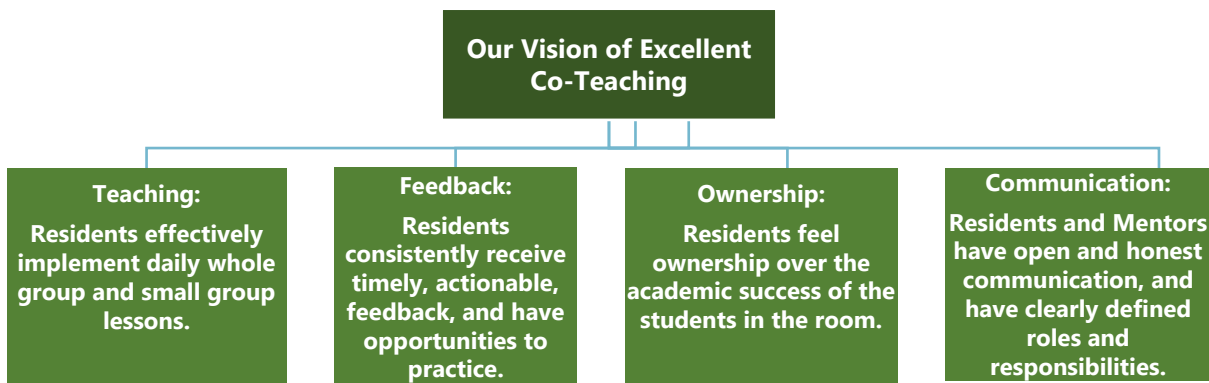 Our Vision of Excellent
Co-Teaching
Teaching:
Residents effectively
implement daily whole
group and small group
lessons.
Feedback:
Residents
consistently receive
timely, actionable,
feedback, and have
opportunities to
practice.
Ownership:
Residents feel
ownership over the
academic success of the
students in the room.
Communication:
Residents and Mentors
have open and honest
communication, and
have clearly defined
roles and
responsibilities.